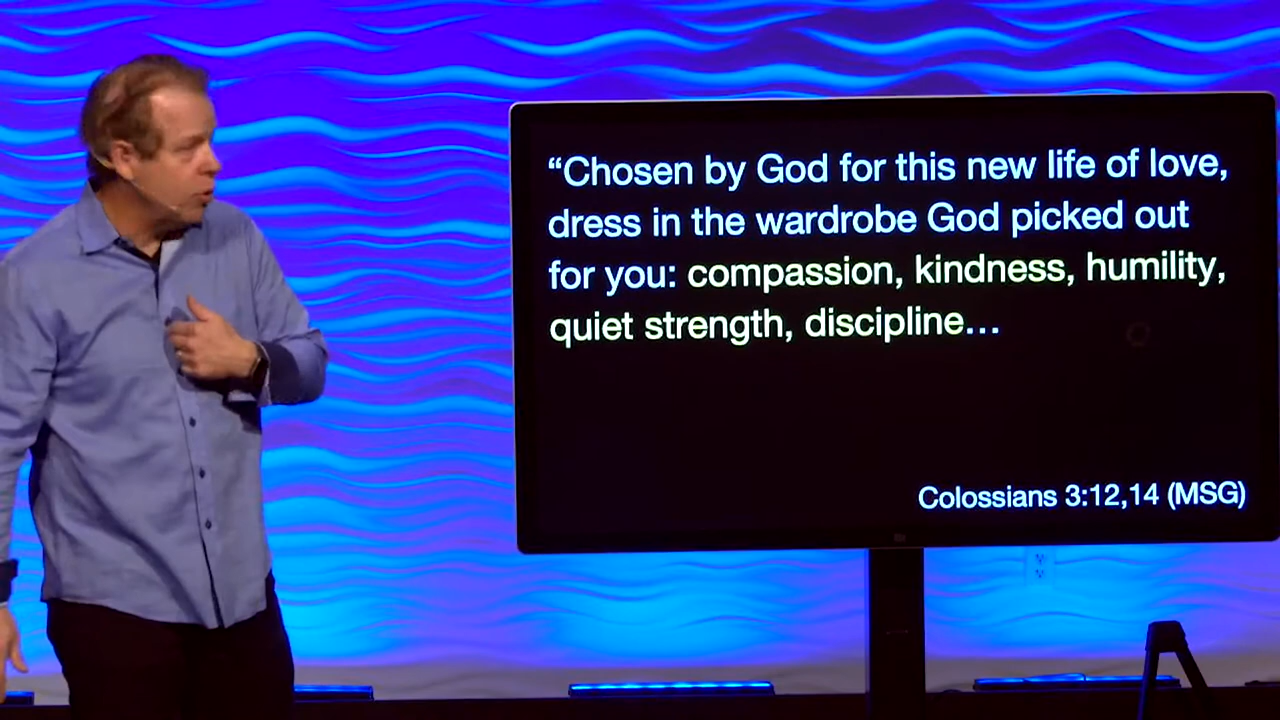 “Chosen by God for this new life of love,
dress in the wardrobe God picked out
for you: compassion, kindness, humility,
quiet strength, discipline...
Colossians 3:12,14 (MSG)